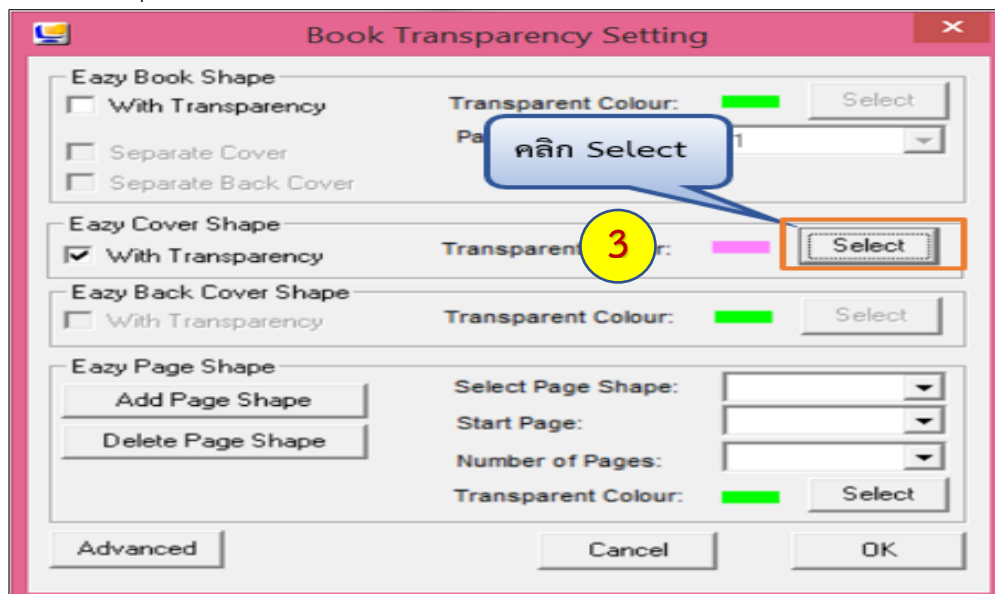 Book Transparency Setting
Eazy Book Shape
With Transparency
Transparent Colour:
Select
Separate Cover
Pa
1
คลิก Select
Separate Back Cover
Eazy Cover Shape
With Transparency
Transparent r:
3
Select
Eazy Back Cover Shape
With Transparency
Transparent Colour:
Select
Eazy Page Shape
Add Page Shape
Select Page Shape:
Delete Page Shape
Start Page:
Number of Pages:
Transparent Colour:
Select
Advanced
Cancel
OK